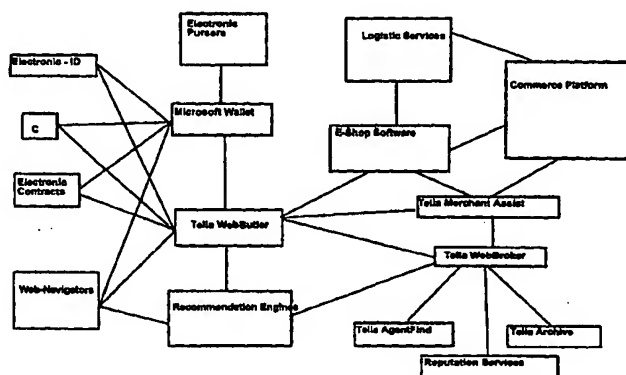 Electronic
Pursers
Logistic Services
Electronic - ID
Commerce Platform
Microsoft Wallet
C
E-Shop Software
Electronic
Contracts
Telia Merchant Assist
Telia WebButler
Telia WebBroker
Web-Navigators
Recommendation Engines
Telia AgentFind
Telia Archive
Reputation Services